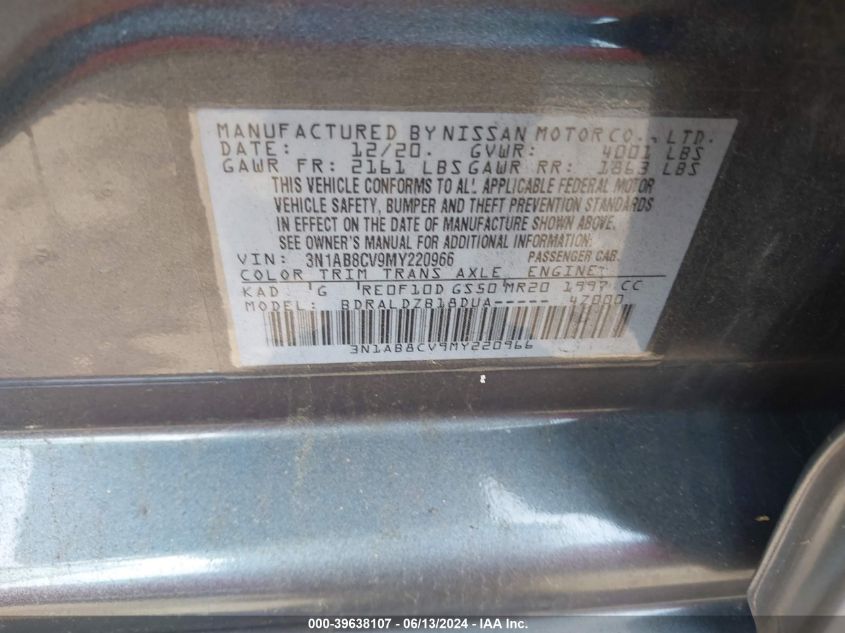 MANUFACTURED BY NISSAN MOTOR CO., LTD.
DATE: 12/20. GVWR: 4001 LBS
GAWR FR: 2161 LBS GAWR RR: 1863 LBS
THIS VEHICLE CONFORMS TO ALL APPLICABLE FEDERAL MOTOR
VEHICLE SAFETY, BUMPER AND THEFT PREVENTION STANDARDS
IN EFFECT ON THE DATE OF MANUFACTURE SHOWN ABOVE.
SEE OWNER'S MANUAL FOR ADDITIONAL INFORMATION.
VIN: 3N1AB8CV9MY220966 PASSENGER CAR.
COLOR TRIM TRANS AXLE ENGINE:
KAD G RE0F10D GS50 MR20 1997 CC
MODEL: BDRALDZB18DUA----- 4Z000
3N1AB8CV9MY220966
000-39638107 - 06/13/2024 - IAA Inc.